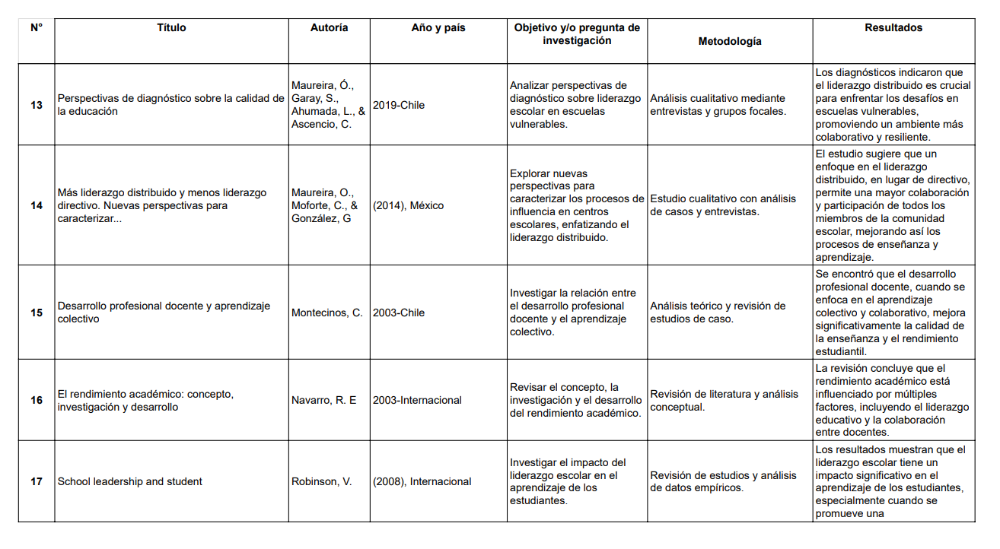 N°
Título
Autoría
Año y país
Objetivo y/o pregunta de
investigación
Metodología
Resultados
13
Perspectivas de diagnóstico sobre la calidad de
la educación
Maureira, Ó.,
Garay, S.,
Ahumada, L., &
Ascencio, C.
2019-Chile
Analizar perspectivas de
diagnóstico sobre liderazgo
escolar en escuelas
vulnerables.
Análisis cualitativo mediante
entrevistas y grupos focales.
Los diagnósticos indicaron que
el liderazgo distribuido es crucial
para enfrentar los desafíos en
escuelas vulnerables,
promoviendo un ambiente más
colaborativo y resiliente.
14
Más liderazgo distribuido y menos liderazgo
directivo. Nuevas perspectivas para
caracterizar...
Maureira, O.,
Moforte, C., &
González, G
(2014), México
Explorar nuevas
perspectivas para
caracterizar los procesos de
influencia en centros
escolares, enfatizando el
liderazgo distribuido.
Estudio cualitativo con análisis
de casos y entrevistas.
El estudio sugiere que un
enfoque en el liderazgo
distribuido, en lugar de directivo,
permite una mayor colaboración
y participación de todos los
miembros de la comunidad
escolar, mejorando así los
procesos de enseñanza y
aprendizaje.
15
Desarrollo profesional docente y aprendizaje
colectivo
Montecinos, C.
2003-Chile
Investigar la relación entre
el desarrollo profesional
docente y el aprendizaje
colectivo.
Análisis teórico y revisión de
estudios de caso.
Se encontró que el desarrollo
profesional docente, cuando se
enfoca en el aprendizaje
colectivo y colaborativo, mejora
significativamente la calidad de
la enseñanza y el rendimiento
estudiantil.
16
El rendimiento académico: concepto,
investigación y desarrollo
Navarro, R. E
2003-Internacional
Revisar el concepto, la
investigación y el desarrollo
del rendimiento académico.
Revisión de literatura y análisis
conceptual.
La revisión concluye que el
rendimiento académico está
influenciado por múltiples
factores, incluyendo el liderazgo
educativo y la colaboración
entre docentes.
17
School leadership and student
Robinson, V.
(2008), Internacional
Investigar el impacto del
liderazgo escolar en el
aprendizaje de los
estudiantes.
Revisión de estudios y análisis
de datos empíricos.
Los resultados muestran que el
liderazgo escolar tiene un
impacto significativo en el
aprendizaje de los estudiantes,
especialmente cuando se
promueve una